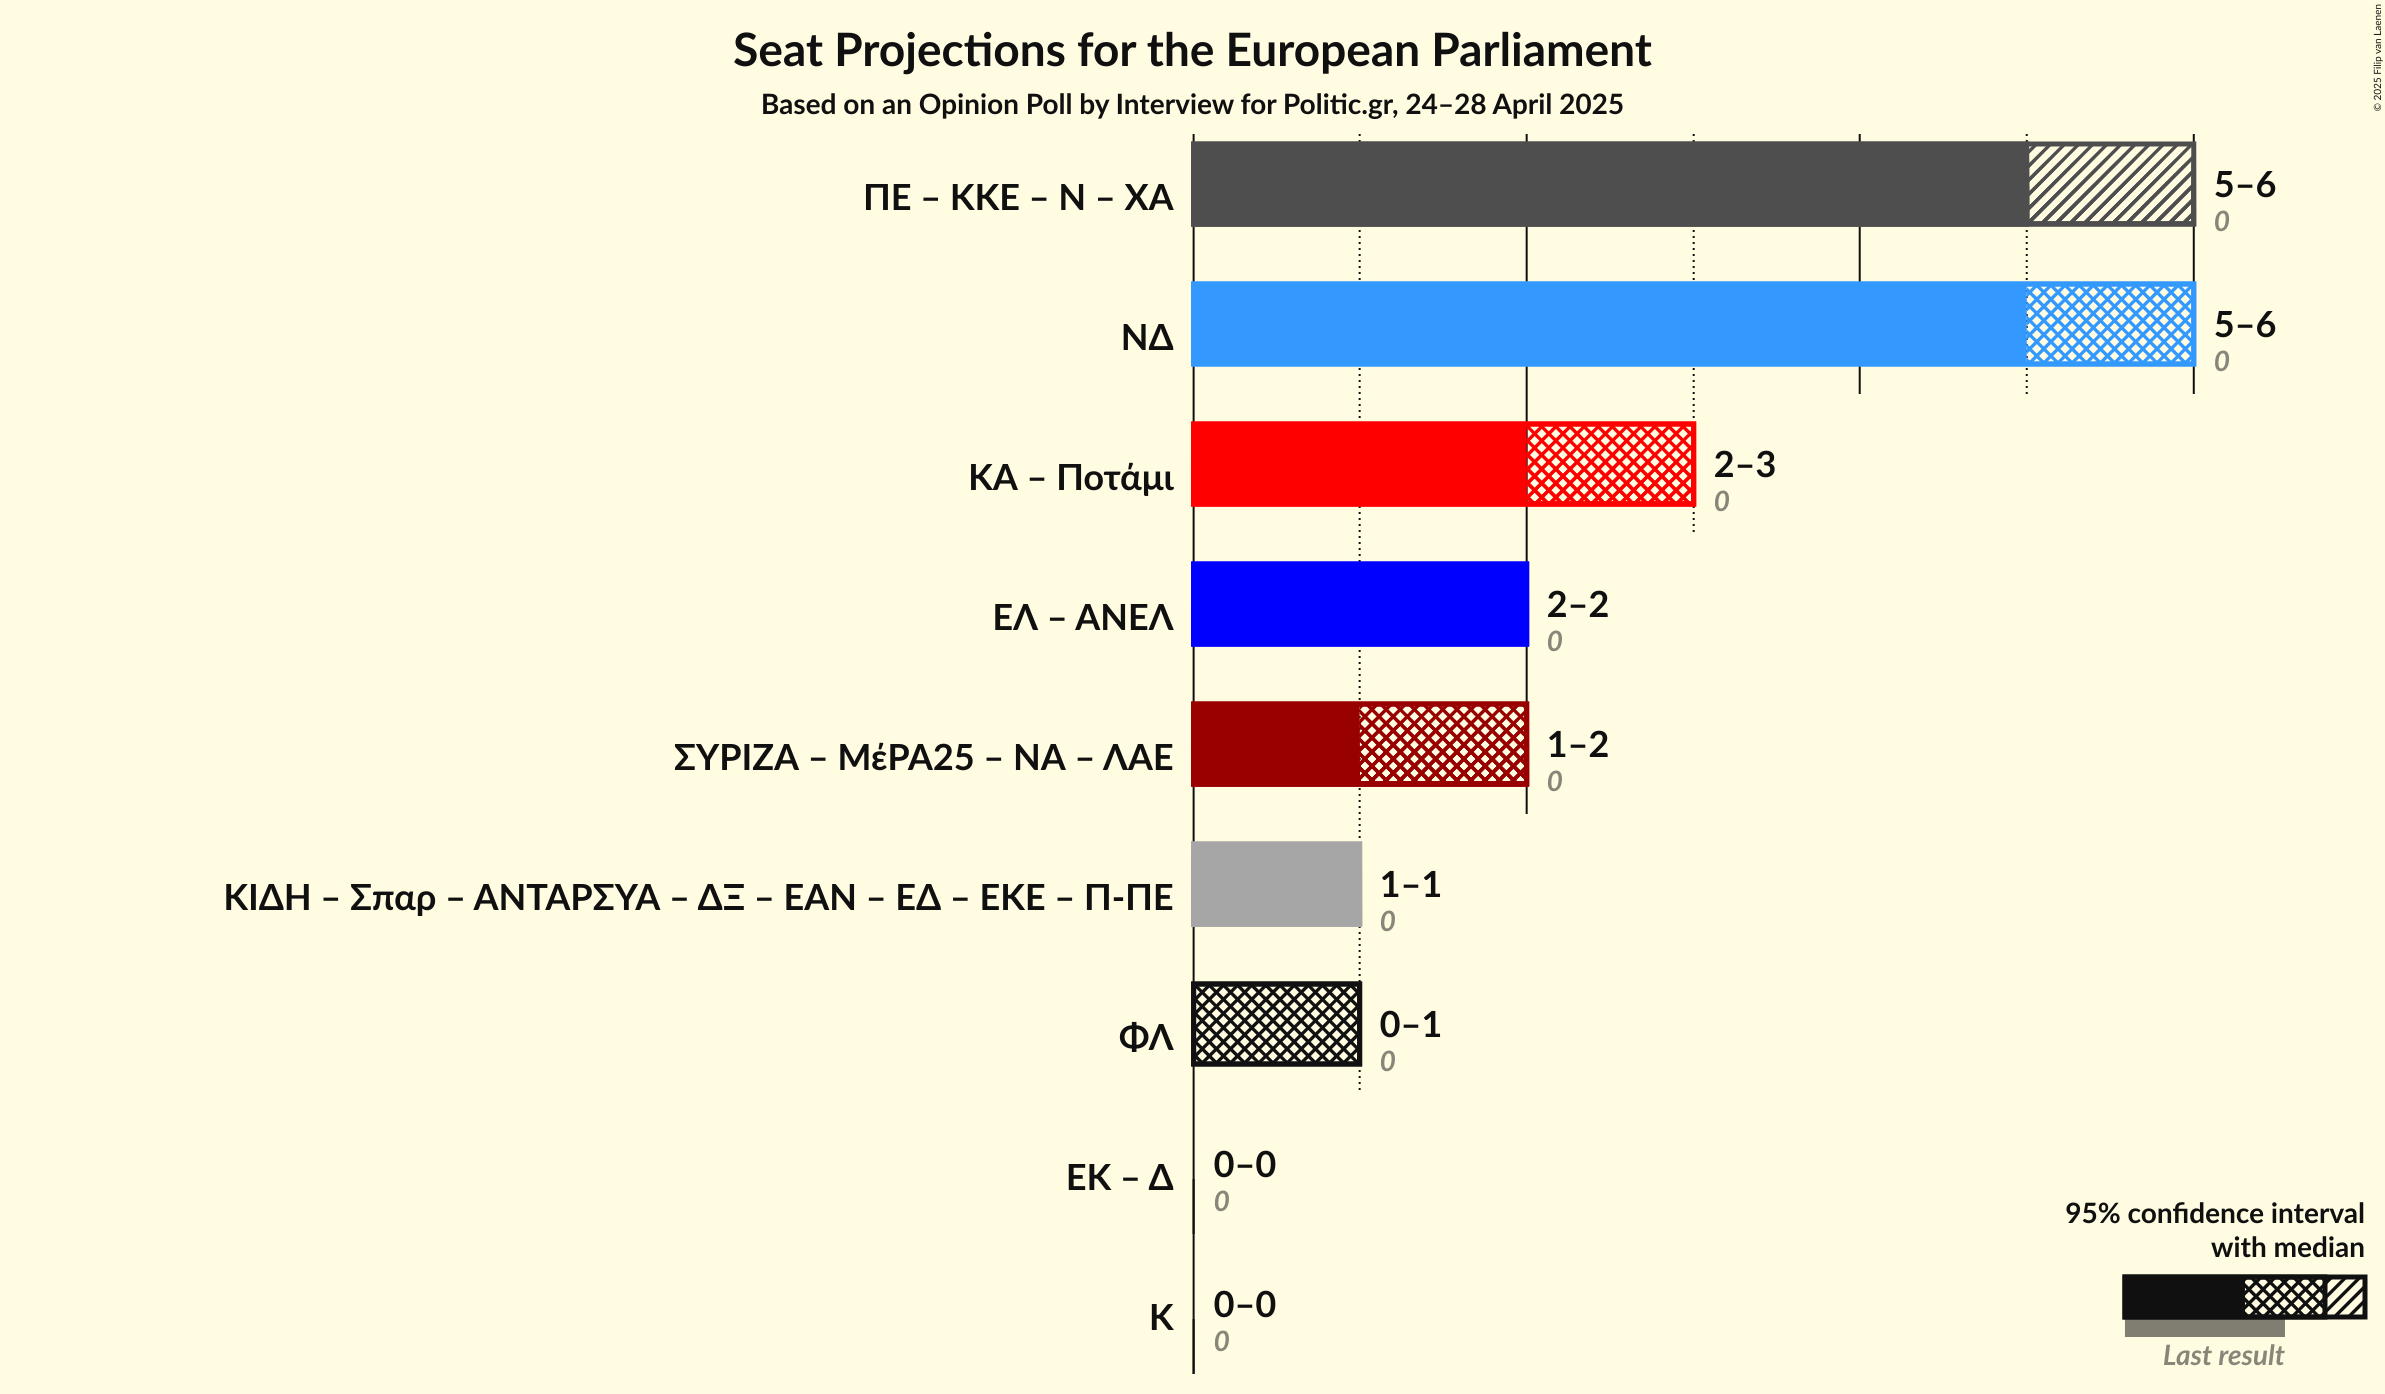 Seat Projections for the European Parliament
Based on an Opinion Poll by Interview for Politic.gr, 24–28 April 2025
© 2025 Filip van Laenen
ΠΕ – ΚΚΕ – Ν – ΧΑ
5–6
0
ΝΔ
5–6
0
ΚΑ – Ποτάμι
2–3
0
ΕΛ – ΑΝΕΛ
2–2
0
ΣΥΡΙΖΑ – ΜέΡΑ25 – ΝΑ – ΛΑΕ
1–2
0
ΚΙΔΗ – Σπαρ – ΑΝΤΑΡΣΥΑ – ΔΞ – ΕΑΝ – ΕΔ – ΕΚΕ – Π-ΠΕ
1–1
0
ΦΛ
0–1
0
ΕΚ – Δ
0–0
0
Κ
0–0
0
95% confidence interval
with median
Last result